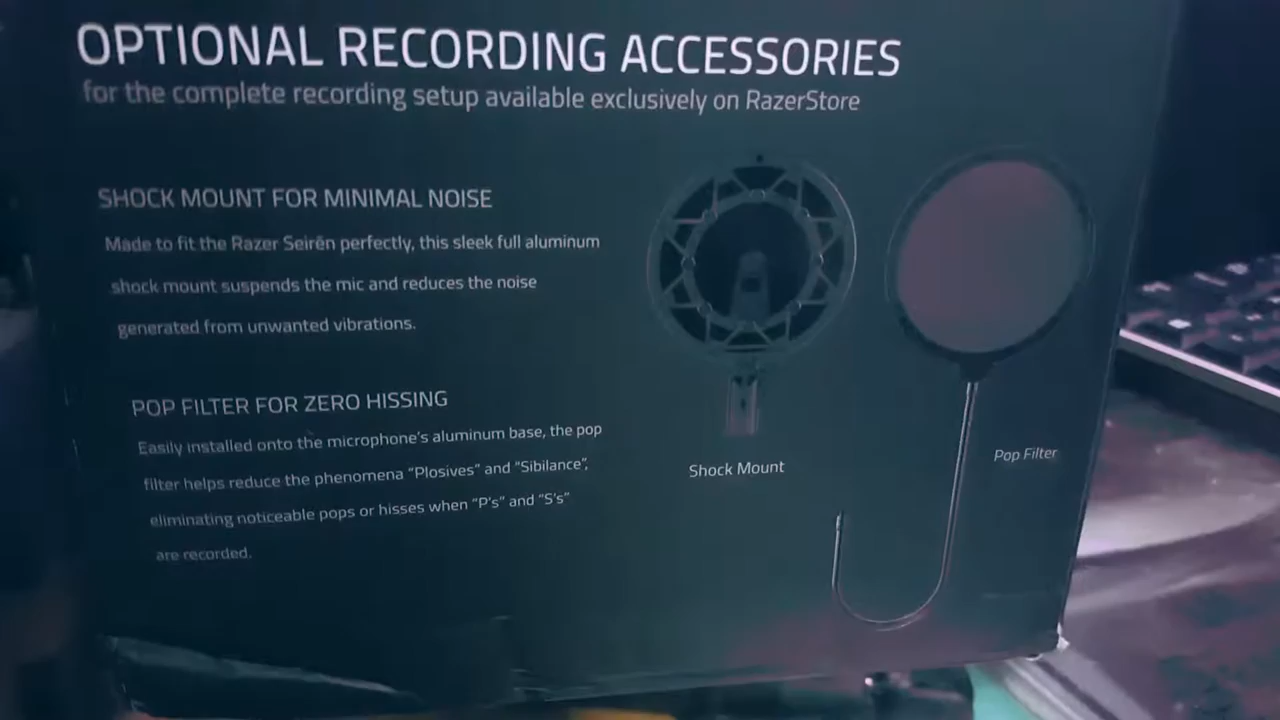 OPTIONAL RECORDING ACCESSORIES
for the complete recording setup available exclusively on RazerStore
SHOCK MOUNT FOR MINIMAL NOISE
Made to fit the Razer Seirēn perfectly, this sleek full aluminum
shock mount suspends the mic and reduces the noise
generated from unwanted vibrations.
POP FILTER FOR ZERO HISSING
Easily installed onto the microphone's aluminum base, the pop
filter helps reduce the phenomena "Plosives" and "Sibilance",
eliminating noticeable pops or hisses when "P's" and "S's"
are recorded.
Shock Mount
Pop Filter